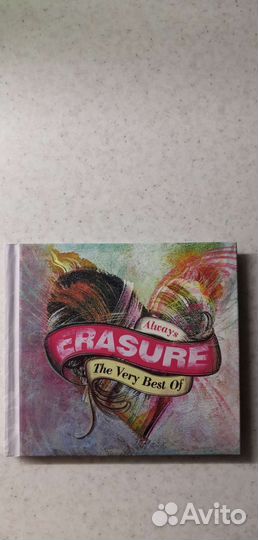 Always
ERASURE
The Very Best Of
Avito